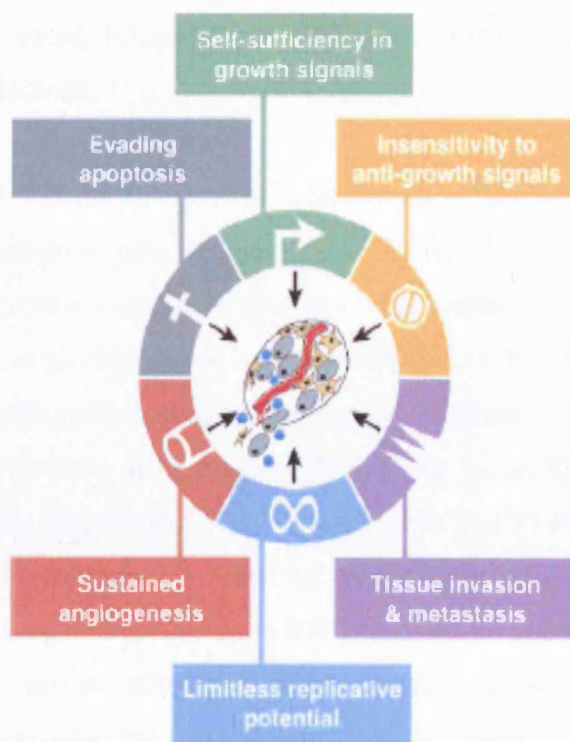 Self-sufficiency in
growth signals
Evading
apoptosis
Insensitivity to
anti-growth signals
Sustained
angiogenesis
Tissue invasion
& metastasis
Limitless replicative
potential